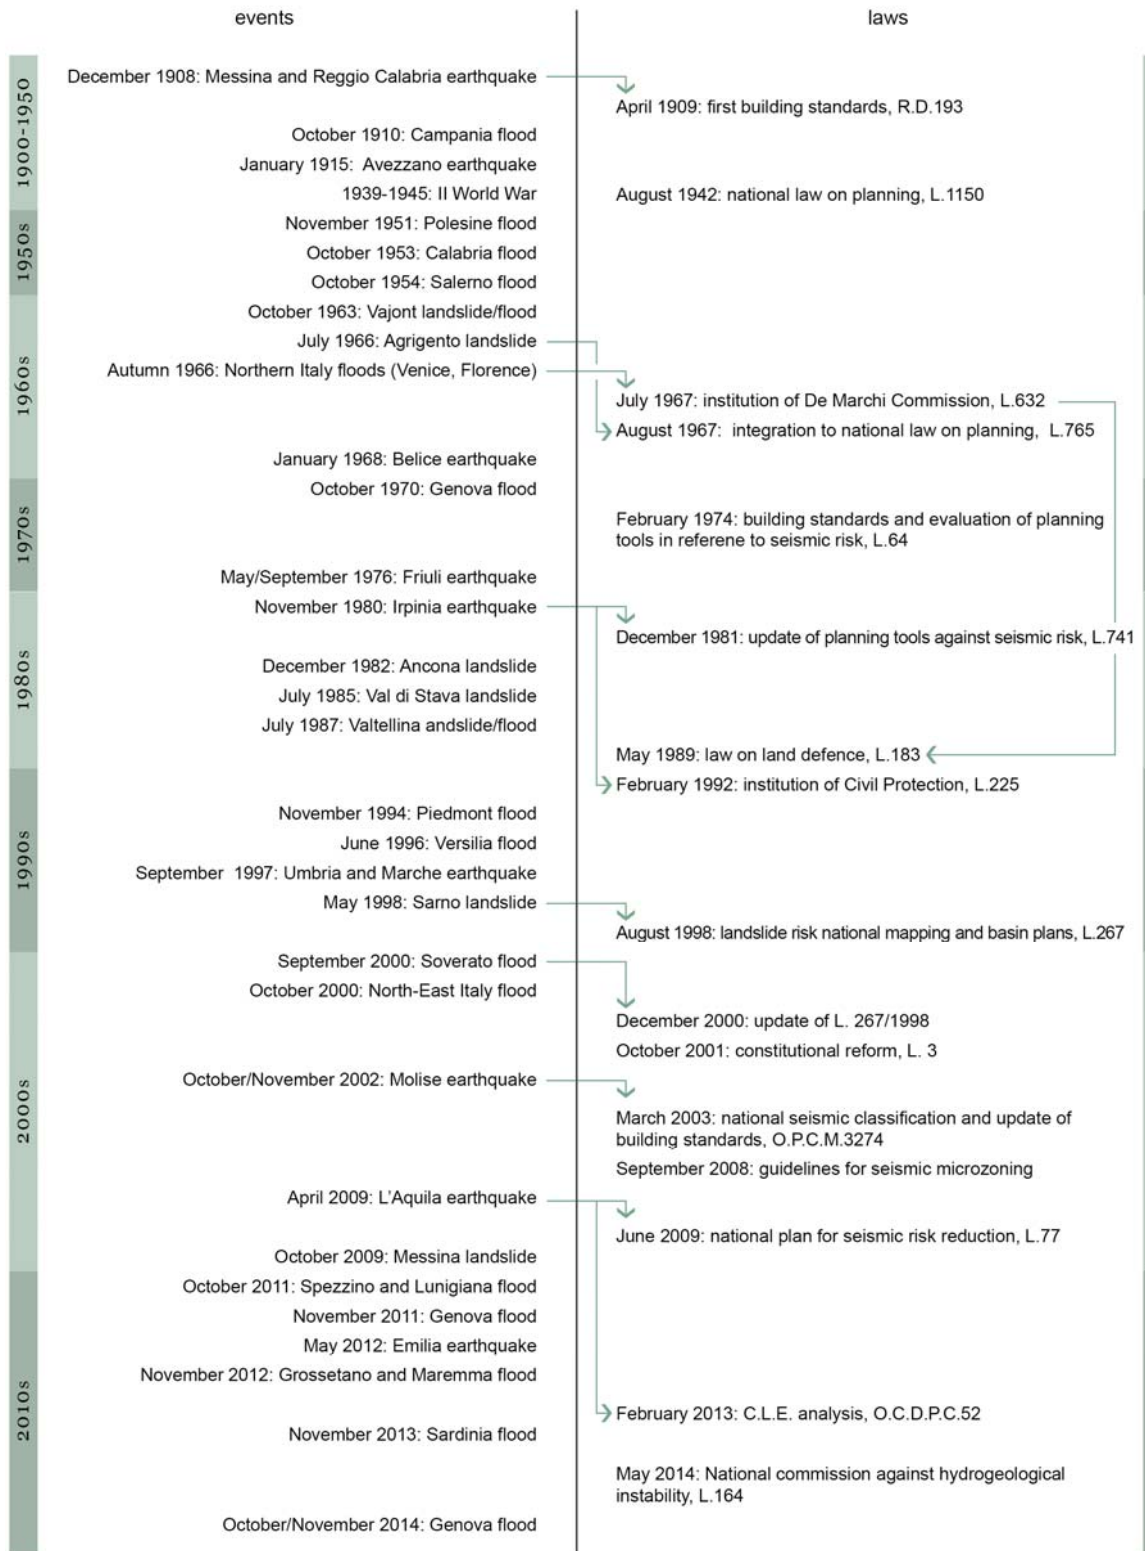 events
laws
1900-1950
December 1908: Messina and Reggio Calabria earthquake
April 1909: first building standards, R.D.193
October 1910: Campania flood
January 1915: Avezzano earthquake
1939-1945: II World War
August 1942: national law on planning, L.1150
1950s
November 1951: Polesine flood
October 1953: Calabria flood
October 1954: Salerno flood
1960s
October 1963: Vajont landslide/flood
July 1966: Agrigento landslide
Autumn 1966: Northern Italy floods (Venice, Florence)
July 1967: institution of De Marchi Commission, L.632
August 1967: integration to national law on planning, L.765
January 1968: Belice earthquake
1970s
October 1970: Genova flood
February 1974: building standards and evaluation of planning
tools in referene to seismic risk, L.64
May/September 1976: Friuli earthquake
1980s
November 1980: Irpinia earthquake
December 1981: update of planning tools against seismic risk, L.741
December 1982: Ancona landslide
July 1985: Val di Stava landslide
July 1987: Valtellina andslide/flood
May 1989: law on land defence, L.183
1990s
February 1992: institution of Civil Protection, L.225
November 1994: Piedmont flood
June 1996: Versilia flood
September 1997: Umbria and Marche earthquake
May 1998: Sarno landslide
August 1998: landslide risk national mapping and basin plans, L.267
2000s
September 2000: Soverato flood
October 2000: North-East Italy flood
December 2000: update of L. 267/1998
October 2001: constitutional reform, L. 3
October/November 2002: Molise earthquake
March 2003: national seismic classification and update of
building standards, O.P.C.M.3274
September 2008: guidelines for seismic microzoning
April 2009: L'Aquila earthquake
June 2009: national plan for seismic risk reduction, L.77
October 2009: Messina landslide
2010s
October 2011: Spezzino and Lunigiana flood
November 2011: Genova flood
May 2012: Emilia earthquake
November 2012: Grossetano and Maremma flood
February 2013: C.L.E. analysis, O.C.D.P.C.52
November 2013: Sardinia flood
May 2014: National commission against hydrogeological
instability, L.164
October/November 2014: Genova flood